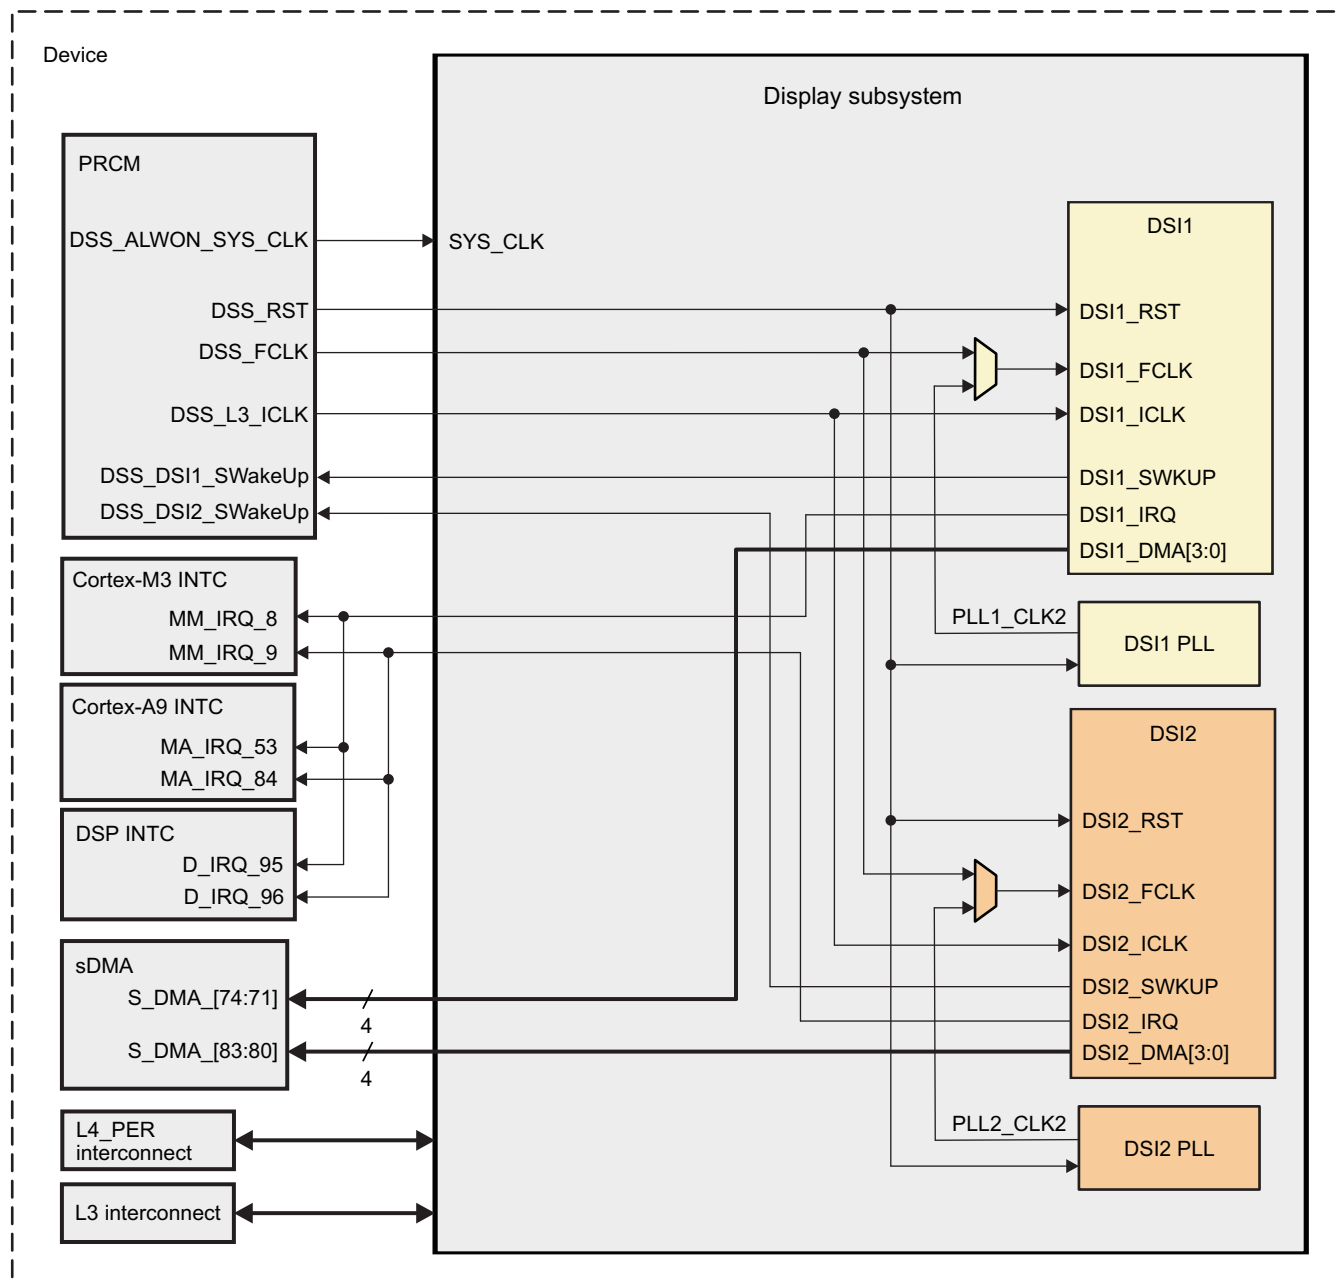 Device
Display subsystem
PRCM
DSS_ALWON_SYS_CLK
DSS_RST
DSS_FCLK
DSS_L3_ICLK
DSS_DSI1_SWakeUp
DSS_DSI2_SWakeUp
SYS_CLK
DSI1
DSI1_RST
DSI1_FCLK
DSI1_ICLK
DSI1_SWKUP
DSI1_IRQ
DSI1_DMA[3:0]
Cortex-M3 INTC
MM_IRQ_8
MM_IRQ_9
PLL1_CLK2
DSI1 PLL
Cortex-A9 INTC
MA_IRQ_53
MA_IRQ_84
DSP INTC
D_IRQ_95
D_IRQ_96
DSI2
DSI2_RST
DSI2_FCLK
DSI2_ICLK
DSI2_SWKUP
DSI2_IRQ
DSI2_DMA[3:0]
sDMA
S_DMA_[74:71]
4
S_DMA_[83:80]
4
L4_PER
interconnect
PLL2_CLK2
DSI2 PLL
L3 interconnect